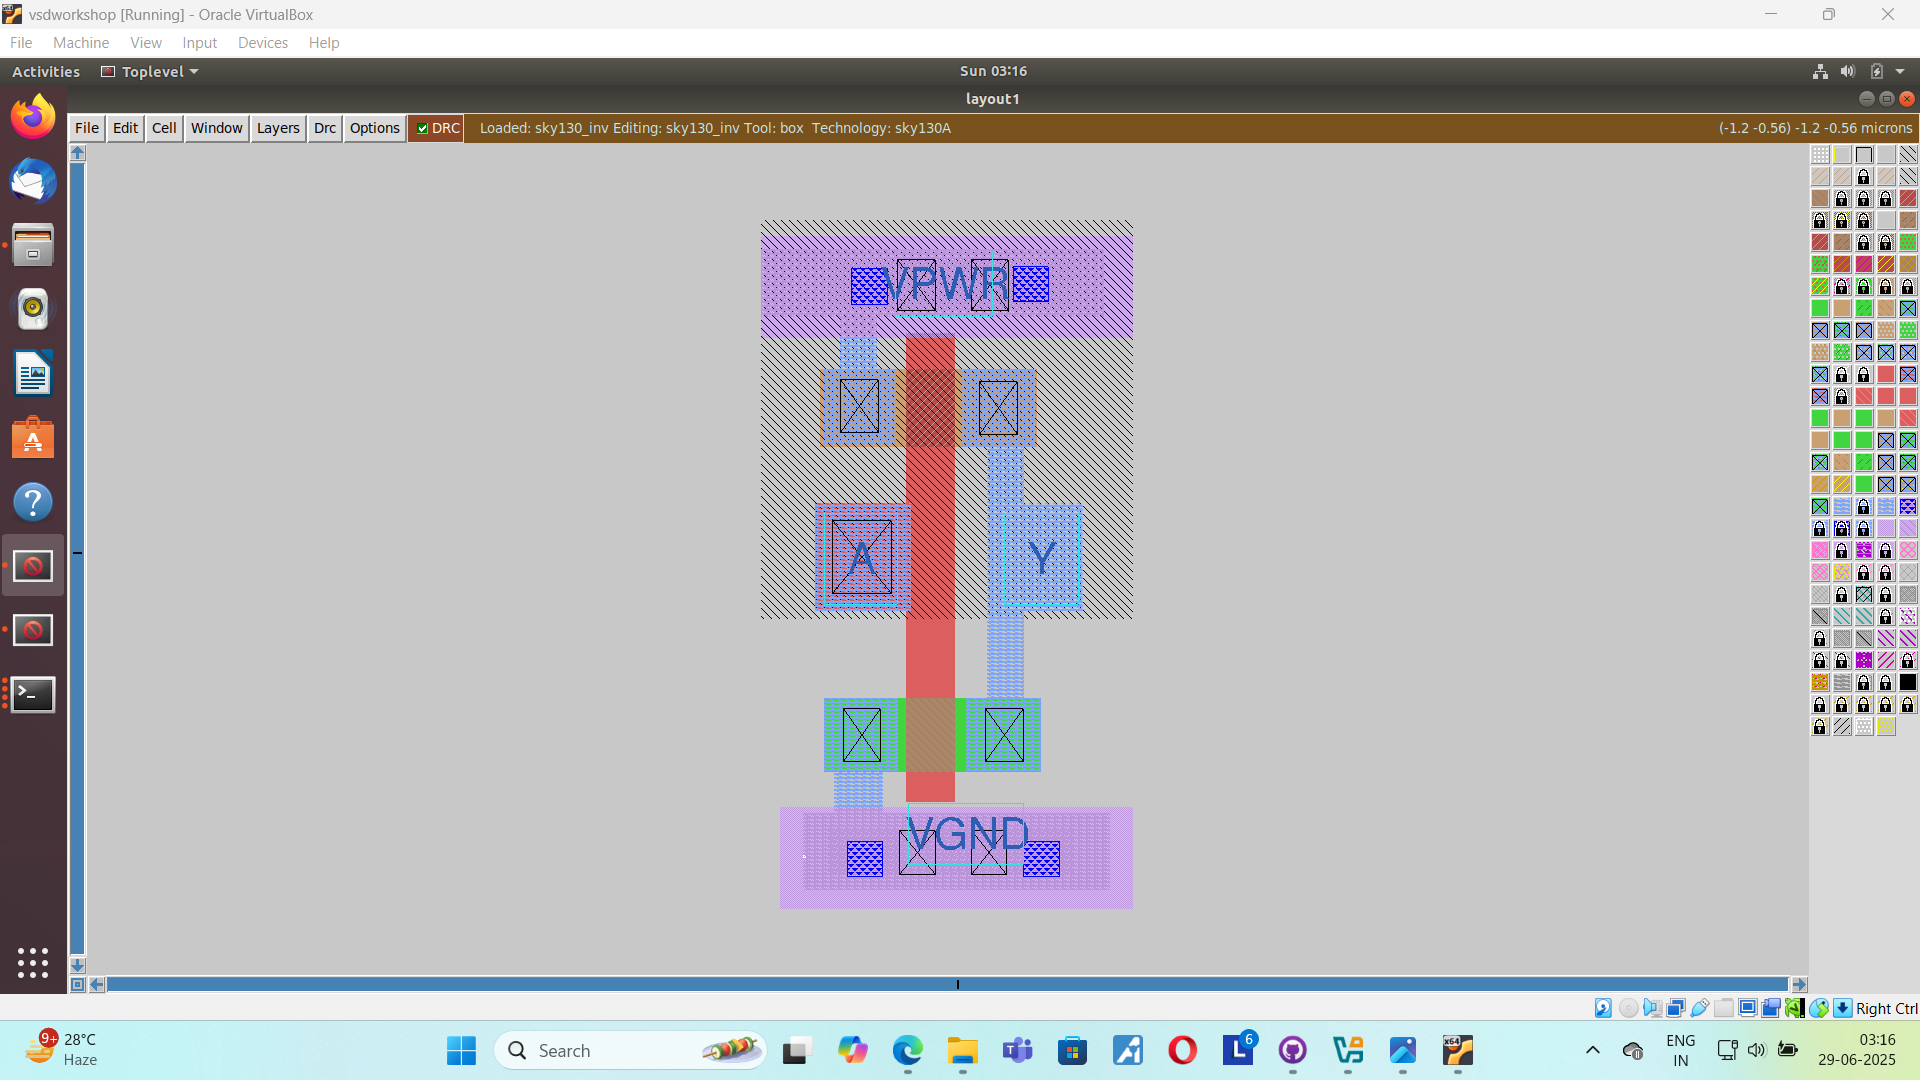 vsdworkshop [Running] - Oracle VirtualBox
File Machine View Input Devices Help
Activities Toplevel Sun 03:16
layout1
File Edit Cell Window Layers Drc Options DRC Loaded: sky130_inv Editing: sky130_inv Tool: box Technology: sky130A (-1.2 -0.56) -1.2 -0.56 microns
VPWR
A Y
VGND
Right Ctrl
9+ 28°C
Haze
Search
6
ENG
IN
03:16
29-06-2025